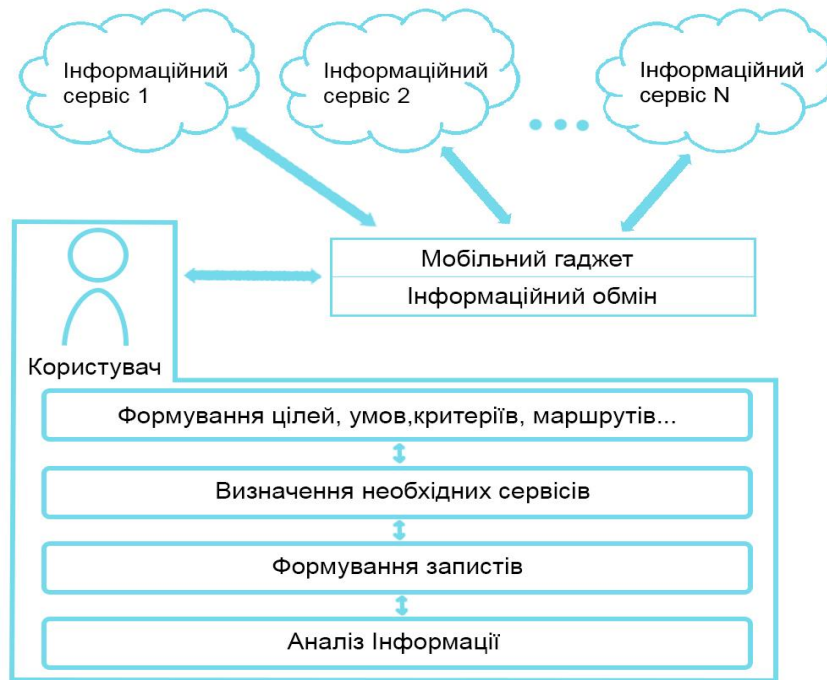 Інформаційний
сервіс 1
Інформаційний
сервіс 2
Інформаційний
сервіс N
Мобільний гаджет
Інформаційний обмін
Користувач
Формування цілей, умов,критеріїв, маршрутів...
Визначення необхідних сервісів
Формування запистів
Аналіз Інформації